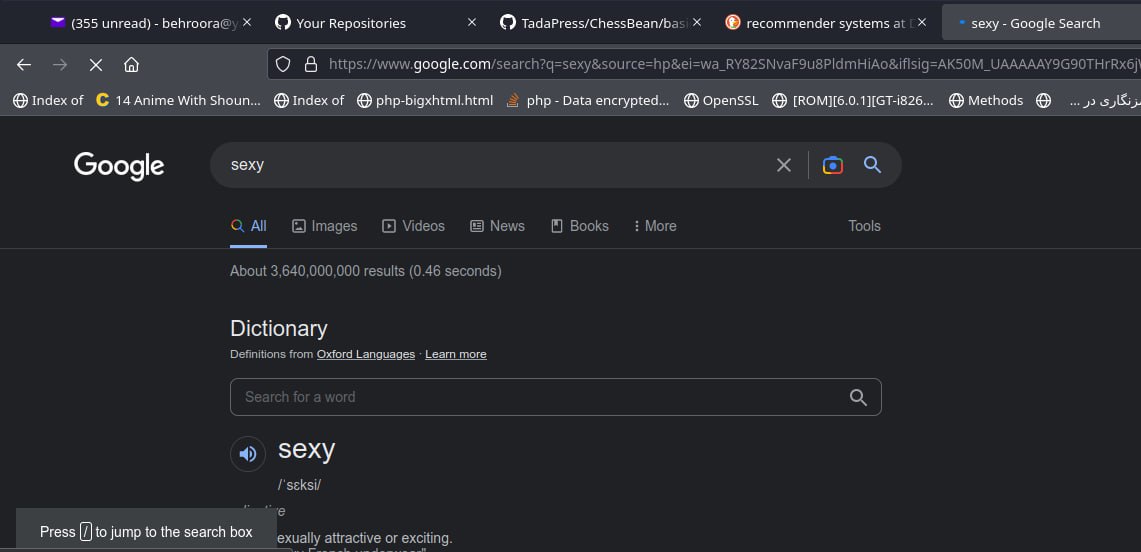 (355 unread) - behroora@y
Your Repositories
TadaPress/ChessBean/basi
recommender systems at D
sexy - Google Search
https://www.google.com/search?q=sexy&source=hp&ei=wa_RY82SNvaF9u8PldmHiAo&iflsig=AK50M_UAAAAAY9G90THrRx6j
Index of
14 Anime With Shoun...
Index of
php-bigxhtml.html
php - Data encrypted...
OpenSSL
[ROM][6.0.1][GT-i826...
Methods
مزنگاری در ...
Google
sexy
All
Images
Videos
News
Books
More
Tools
About 3,640,000,000 results (0.46 seconds)
Dictionary
Definitions from Oxford Languages · Learn more
Search for a word
sexy
/ˈsɛksi/
Press / to jump to the search box
exually attractive or exciting.